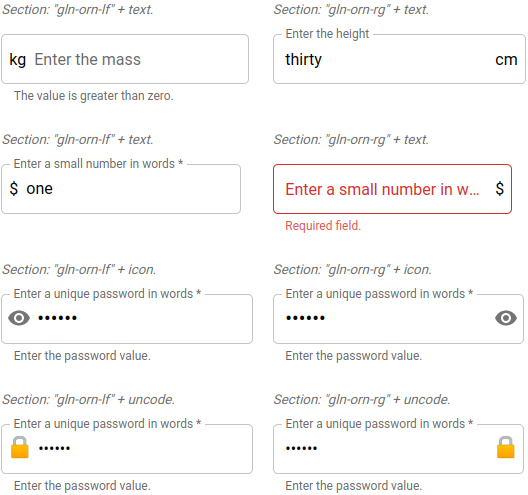 Section: "gln-orn-lf" + text.
Section: "gln-orn-rg" + text.
kg Enter the mass
The value is greater than zero.
Enter the height
thirty cm
Section: "gln-orn-lf" + text.
Section: "gln-orn-rg" + text.
Enter a small number in words *
$ one
Enter a small number in w... $
Required field.
Section: "gln-orn-lf" + icon.
Section: "gln-orn-rg" + icon.
Enter a unique password in words *
••••••
Enter the password value.
Enter a unique password in words *
••••••
Enter the password value.
Section: "gln-orn-lf" + uncode.
Section: "gln-orn-rg" + uncode.
Enter a unique password in words *
••••••
Enter the password value.
Enter a unique password in words *
••••••
Enter the password value.